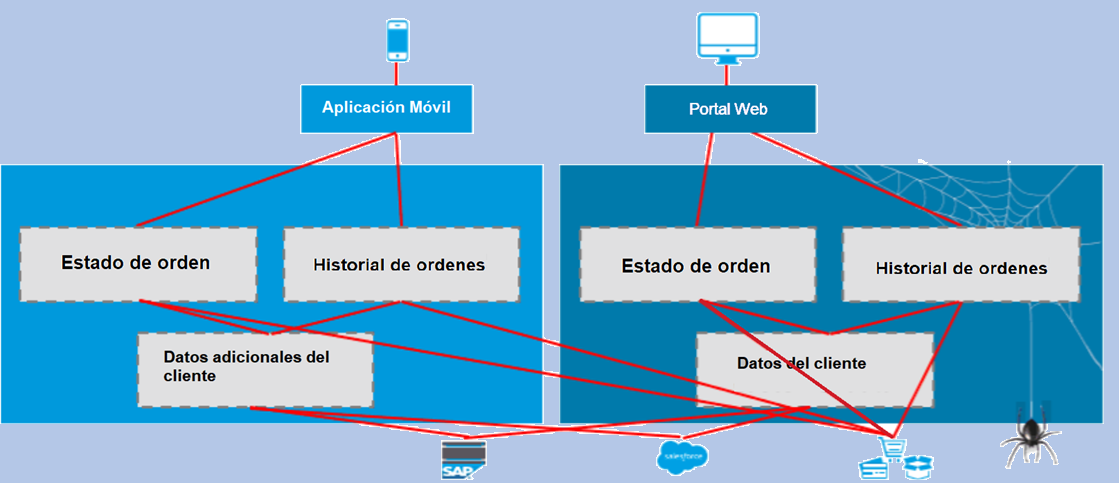 Aplicación Móvil
Portal Web
Estado de orden
Historial de ordenes
Estado de orden
Historial de ordenes
Datos adicionales del
cliente
Datos del cliente
SAP
salesforce